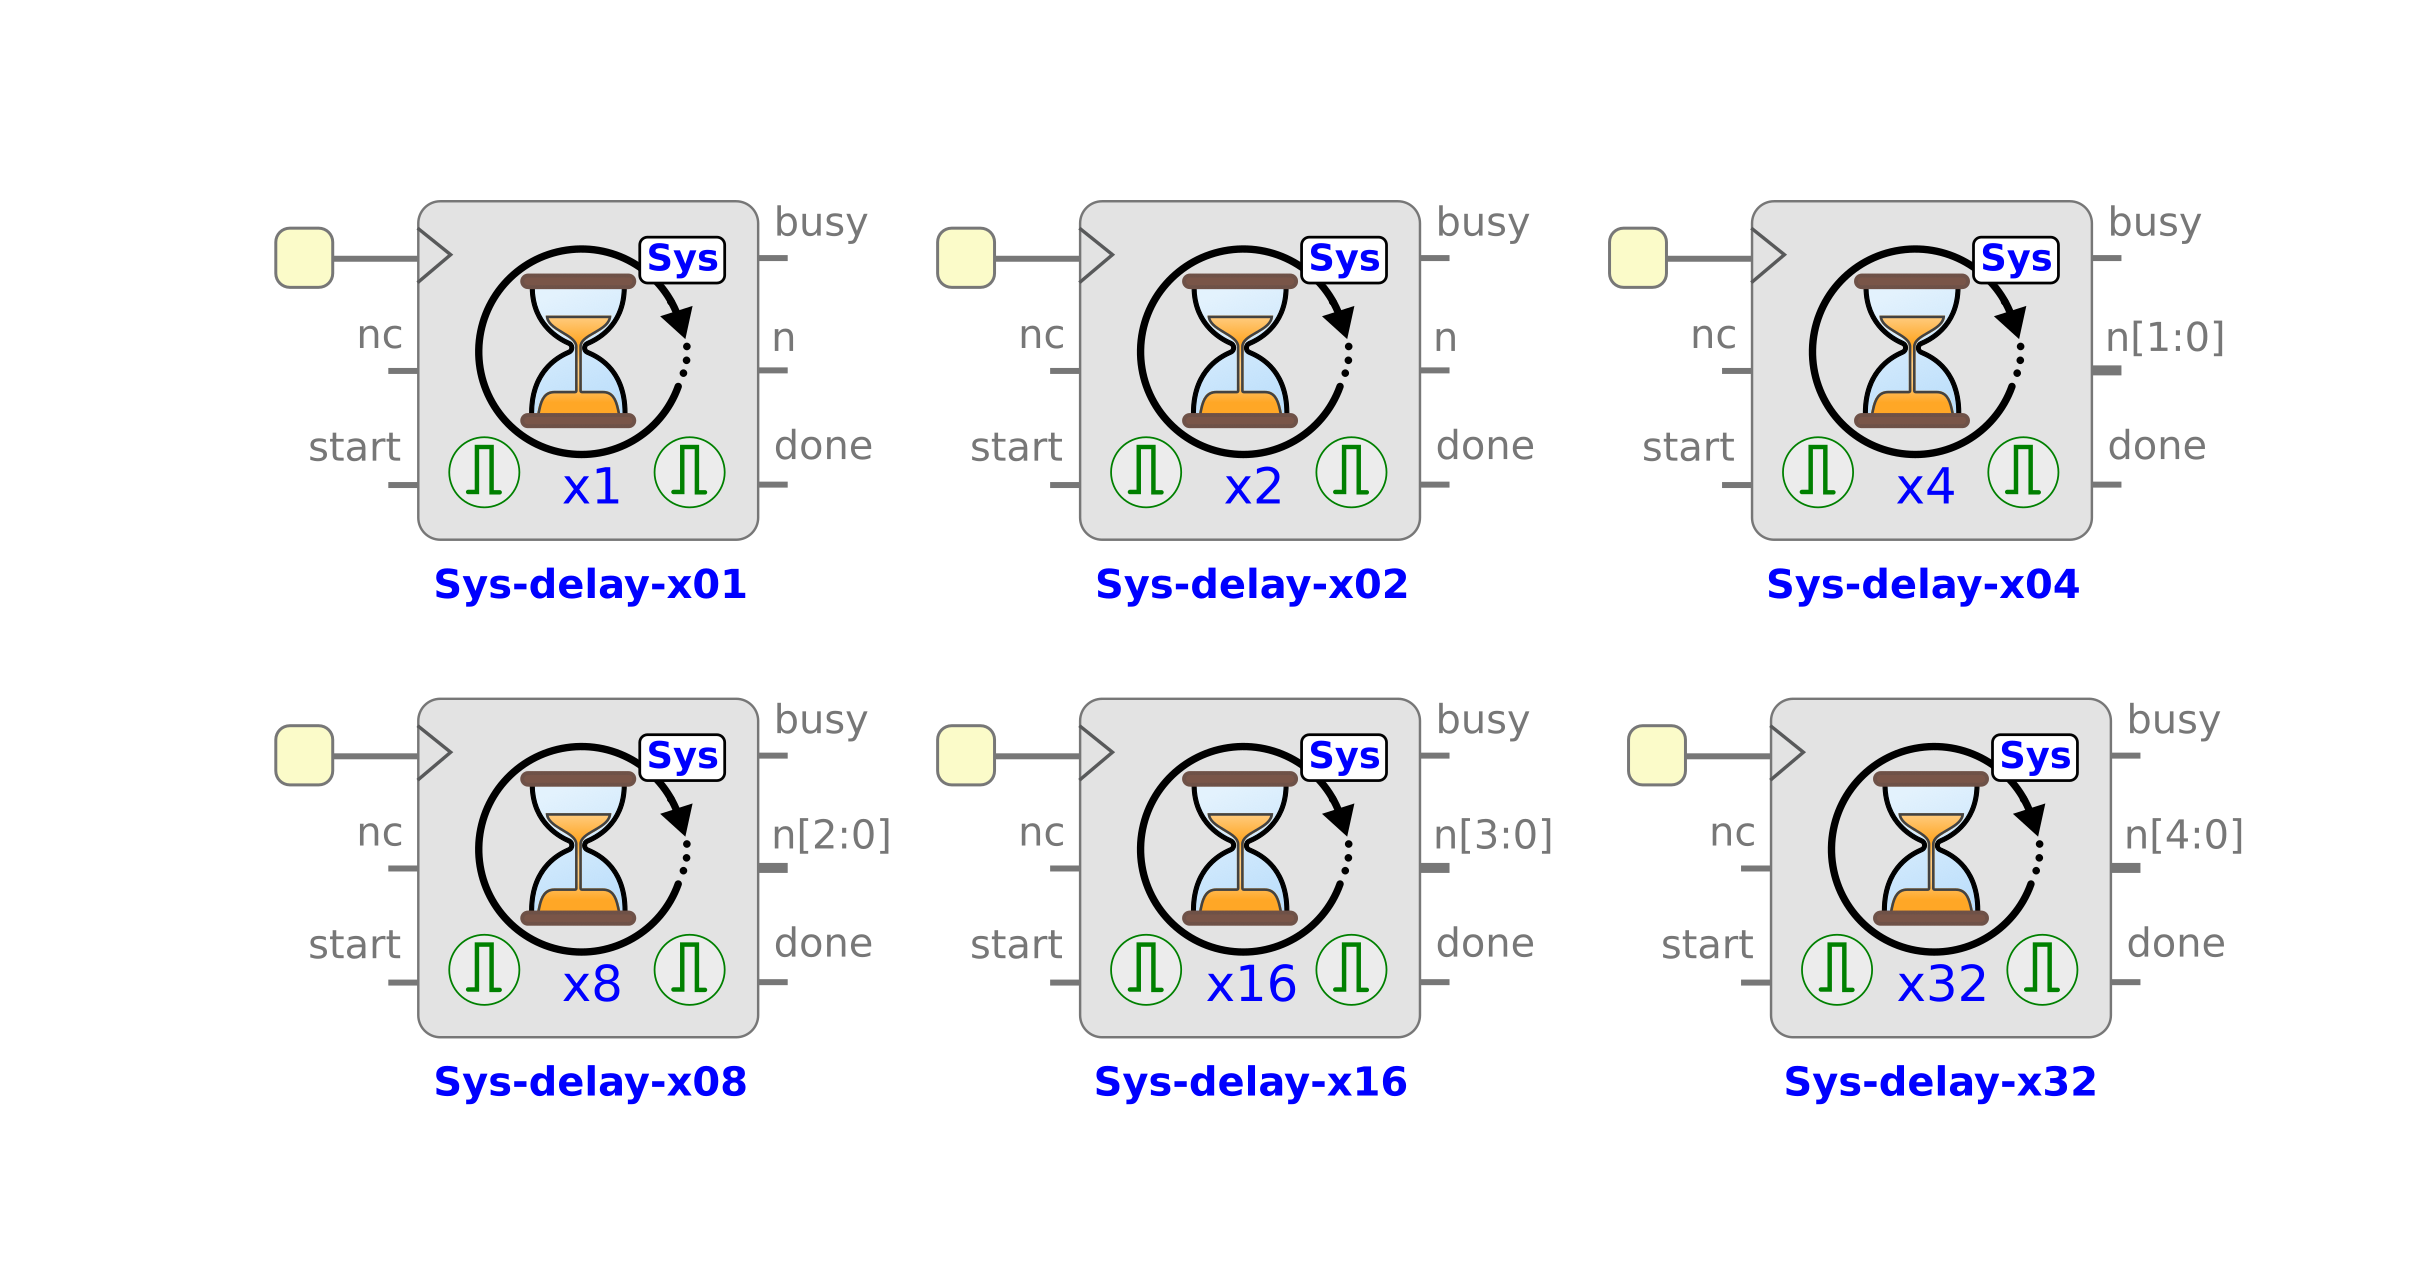 busy
Sys
nc
n
start
done
x1
Sys-delay-x01
busy
Sys
nc
n
start
done
x2
Sys-delay-x02
busy
Sys
nc
n[1:0]
start
done
x4
Sys-delay-x04
busy
Sys
nc
n[2:0]
start
done
x8
Sys-delay-x08
busy
Sys
nc
n[3:0]
start
done
x16
Sys-delay-x16
busy
Sys
nc
n[4:0]
start
done
x32
Sys-delay-x32